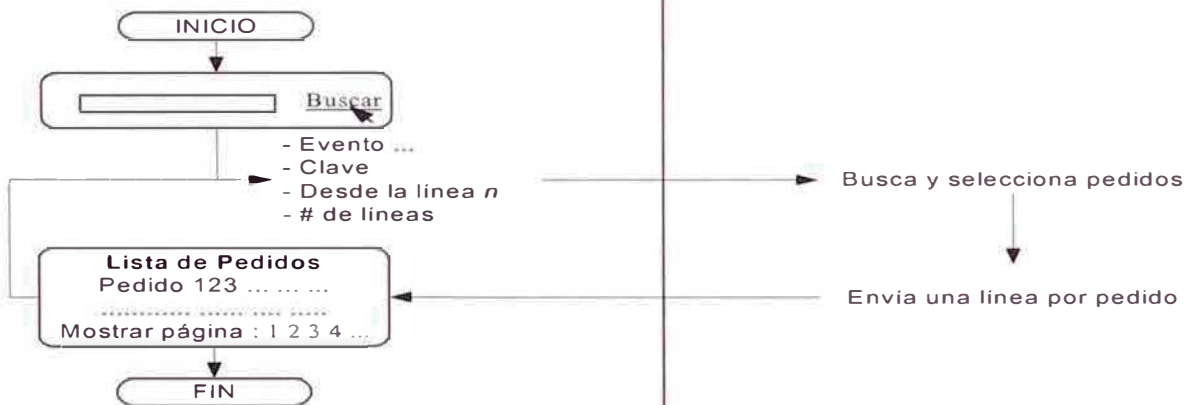 INICIO
Buscar
- Evento ...
- Clave
- Desde la línea n
- # de líneas
Busca y selecciona pedidos
Lista de Pedidos
Pedido 123 ... ... ...
Envía una línea por pedido
............ ...... .... .....
Mostrar página : 1 2 3 4 ...
FIN